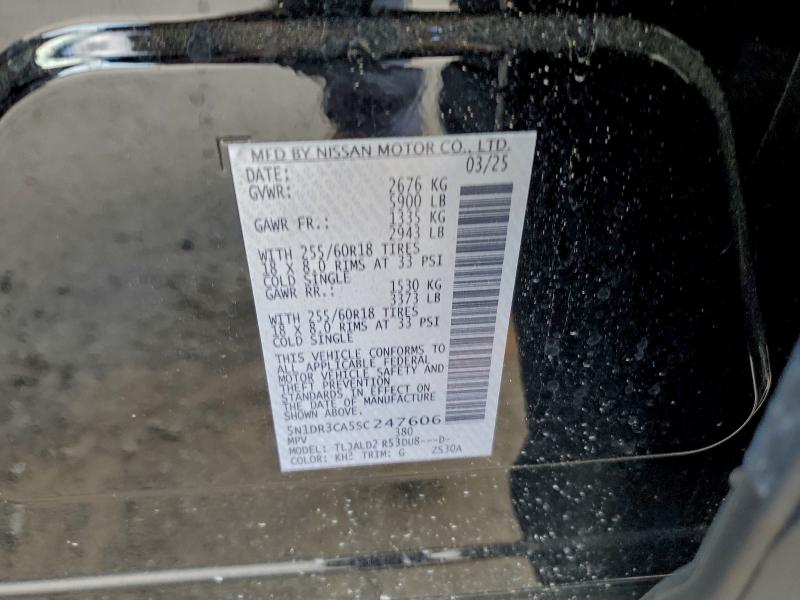 MFD BY NISSAN MOTOR CO., LTD.
DATE: 03/25
GVWR: 2676 KG
5900 LB
GAWR FR.: 1335 KG
2943 LB
WITH 255/60R18 TIRES
18 X 8.0 RIMS AT 33 PSI
COLD SINGLE
GAWR RR.: 1530 KG
3373 LB
WITH 255/60R18 TIRES
18 X 8.0 RIMS AT 33 PSI
COLD SINGLE
THIS VEHICLE CONFORMS TO
ALL APPLICABLE FEDERAL
MOTOR VEHICLE SAFETY AND
THEFT PREVENTION
STANDARDS IN EFFECT ON
THE DATE OF MANUFACTURE
SHOWN ABOVE.
5N1DR3CA5SC247606
MPV 380
MODEL: TLJALD2 R53DU8---D-
COLOR: KH3 TRIM: G ZS30A